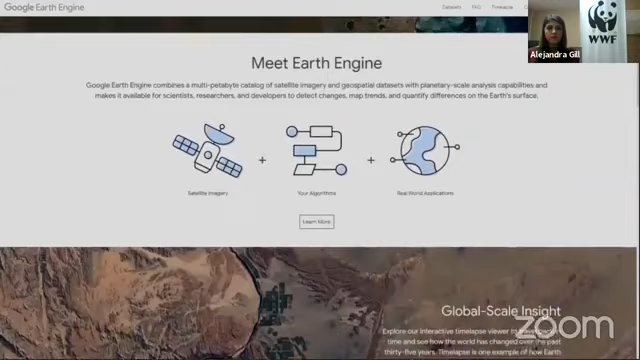 Google Earth Engine
Datasets FAQ Timelapse
WWF
Alejandra Gill
Meet Earth Engine
Google Earth Engine combines a multi-petabyte catalog of satellite imagery and geospatial datasets with planetary-scale analysis capabilities and
makes it available for scientists, researchers, and developers to detect changes, map trends, and quantify differences on the Earth's surface.
+ +
Satellite Imagery Your Algorithms Real World Applications
Learn More
Global-Scale Insight
zoom
Explore our interactive timelapse viewer to
time and see how the world has changed over the past
thirty-five years. Timelapse is one example of how Earth